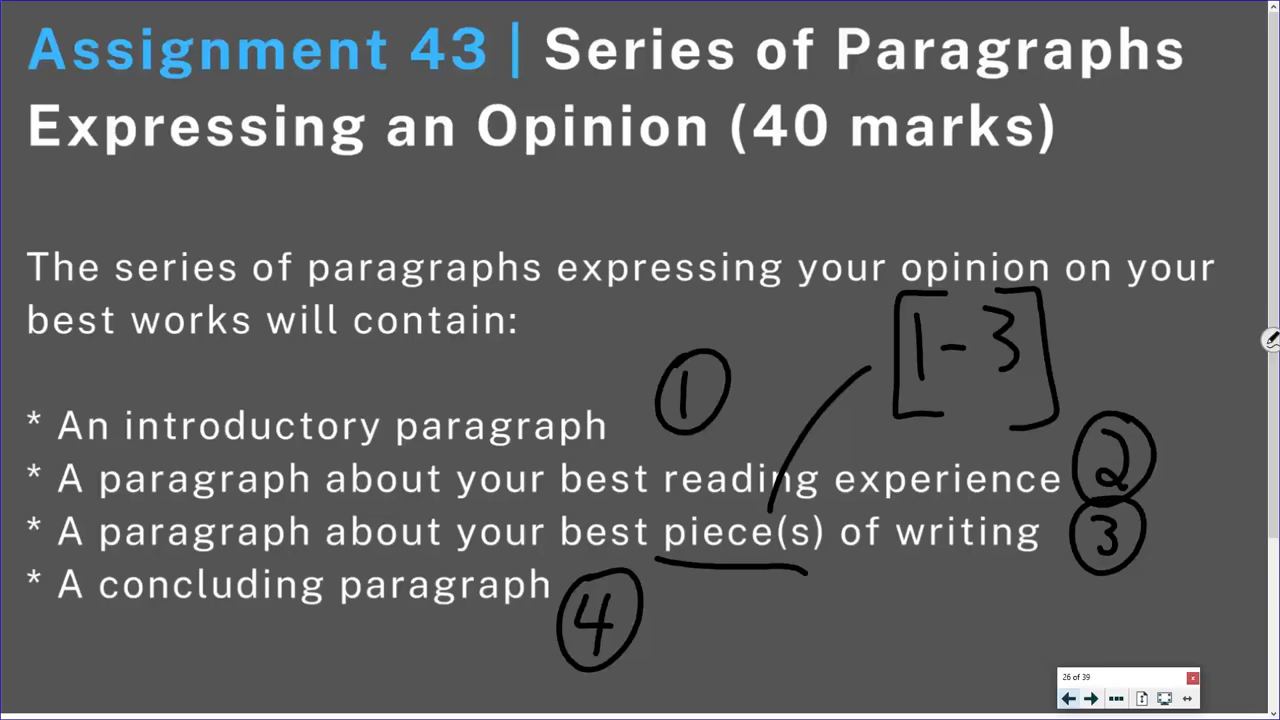 Assignment 43 | Series of Paragraphs
Expressing an Opinion (40 marks)
The series of paragraphs expressing your opinion on your
best works will contain:
[1-3]
* An introductory paragraph 1
* A paragraph about your best reading experience 2
* A paragraph about your best piece(s) of writing 3
* A concluding paragraph 4
26 of 39
x